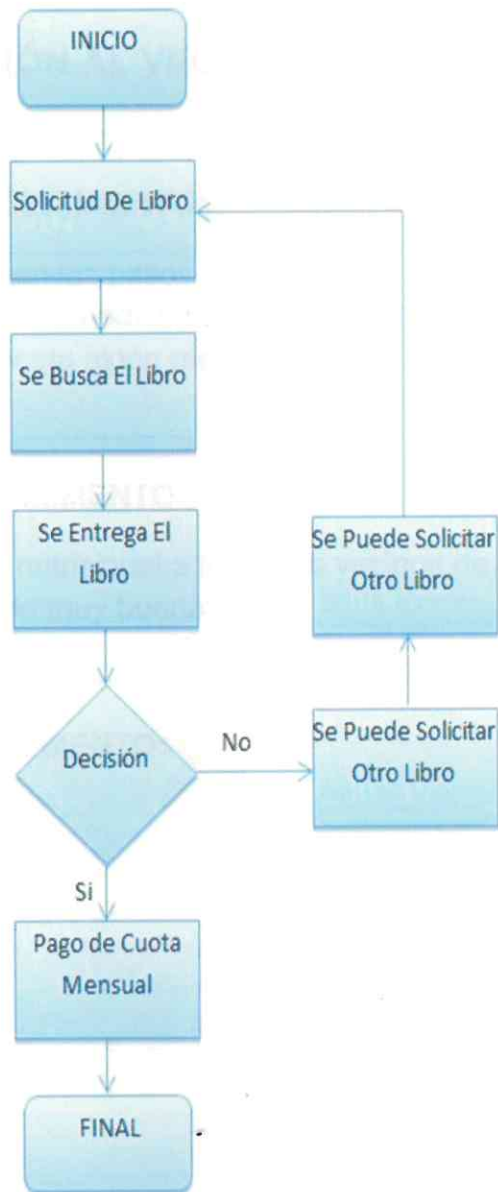 INICIO
Solicitud De Libro
Se Busca El Libro
Se Entrega El
Libro
Decisión
No
Si
Pago de Cuota
Mensual
FINAL
Se Puede Solicitar
Otro Libro
Se Puede Solicitar
Otro Libro